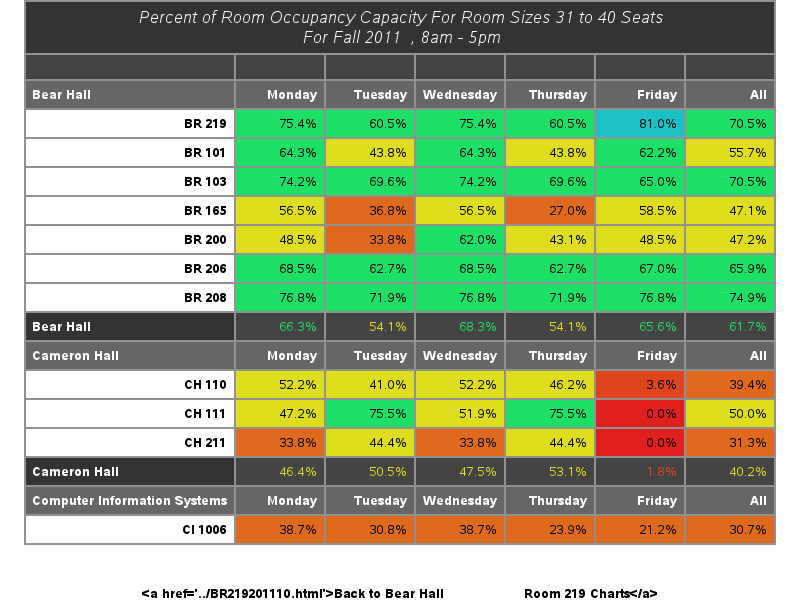 Percent of Room Occupancy Capacity For Room Sizes 31 to 40 Seats
For Fall 2011 , 8am - 5pm
Bear Hall Monday Tuesday Wednesday Thursday Friday All
BR 219 75.4% 60.5% 75.4% 60.5% 81.0% 70.5%
BR 101 64.3% 43.8% 64.3% 43.8% 62.2% 55.7%
BR 103 74.2% 69.6% 74.2% 69.6% 65.0% 70.5%
BR 165 56.5% 36.8% 56.5% 27.0% 58.5% 47.1%
BR 200 48.5% 33.8% 62.0% 43.1% 48.5% 47.2%
BR 206 68.5% 62.7% 68.5% 62.7% 67.0% 65.9%
BR 208 76.8% 71.9% 76.8% 71.9% 76.8% 74.9%
Bear Hall 66.3% 54.1% 68.3% 54.1% 65.6% 61.7%
Cameron Hall Monday Tuesday Wednesday Thursday Friday All
CH 110 52.2% 41.0% 52.2% 46.2% 3.6% 39.4%
CH 111 47.2% 75.5% 51.9% 75.5% 0.0% 50.0%
CH 211 33.8% 44.4% 33.8% 44.4% 0.0% 31.3%
Cameron Hall 46.4% 50.5% 47.5% 53.1% 1.8% 40.2%
Computer Information Systems Monday Tuesday Wednesday Thursday Friday All
CI 1006 38.7% 30.8% 38.7% 23.9% 21.2% 30.7%
<a href='../BR219201110.html'>Back to Bear Hall Room 219 Charts</a>